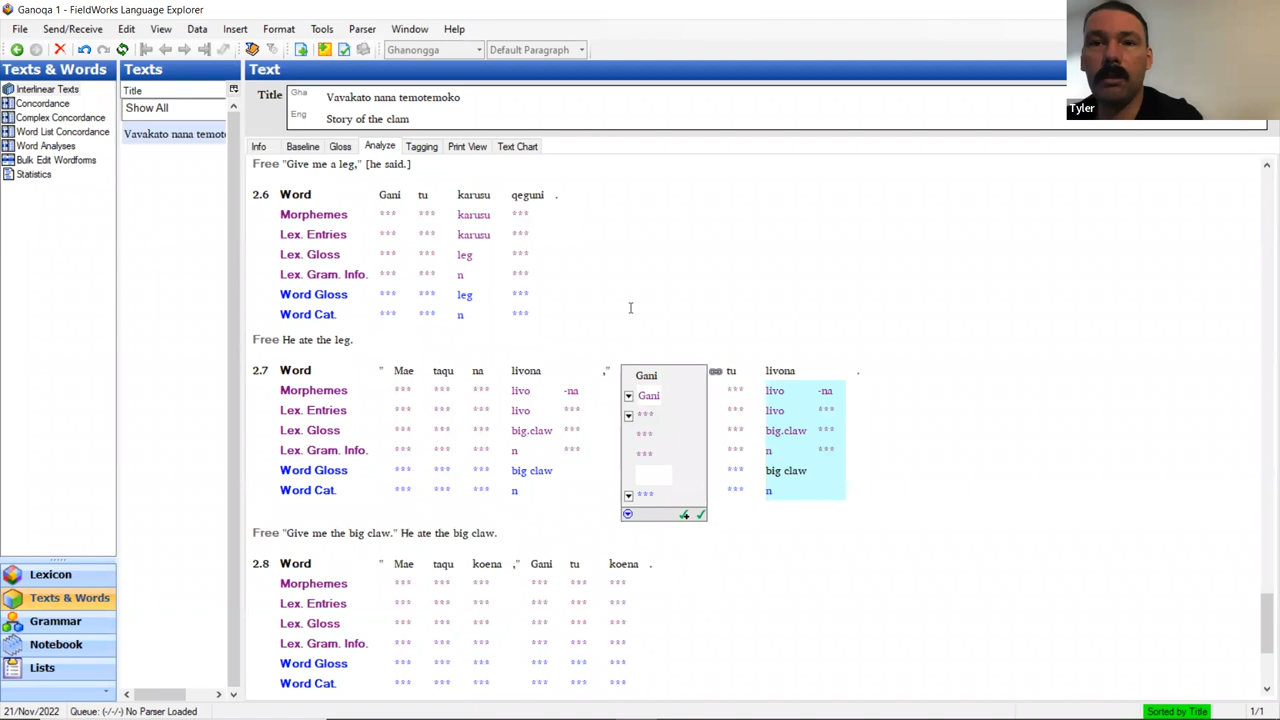 Ganoqa 1 - FieldWorks Language Explorer
File Send/Receive Edit View Data Insert Format Tools Parser Window Help
Ghanongga Default Paragraph
Texts & Words
Interlinear Texts
Concordance
Complex Concordance
Word List Concordance
Word Analyses
Bulk Edit Wordforms
Statistics
Lexicon
Texts & Words
Grammar
Notebook
Lists
Texts
Title
Show All
Vavakato nana temot
Text
Title Gha Vavakato nana temotemoko
Eng Story of the clam
Info Baseline Gloss Analyze Tagging Print View Text Chart
Free "Give me a leg," [he said.]
2.6 Word Gani tu karusu qeguni .
Morphemes *** *** karusu ***
Lex. Entries *** *** karusu ***
Lex. Gloss *** *** leg ***
Lex. Gram. Info. *** *** n ***
Word Gloss *** *** leg ***
Word Cat. *** *** n ***
Free He ate the leg.
2.7 Word " Mae taqu na livona ," Gani tu livona .
Morphemes *** *** *** livo -na Gani *** livo -na
Lex. Entries *** *** *** livo *** *** *** livo ***
Lex. Gloss *** *** *** big.claw *** *** *** big.claw ***
Lex. Gram. Info. *** *** *** n *** *** *** n ***
Word Gloss *** *** *** big claw *** big claw
Word Cat. *** *** *** n *** *** n
Free "Give me the big claw." He ate the big claw.
2.8 Word " Mae taqu koena ," Gani tu koena .
Morphemes *** *** *** *** *** ***
Lex. Entries *** *** *** *** *** ***
Lex. Gloss *** *** *** *** *** ***
Lex. Gram. Info. *** *** *** *** *** ***
Word Gloss *** *** *** *** *** ***
Word Cat. *** *** *** *** *** ***
21/Nov/2022 Queue: (-/-/-) No Parser Loaded
Sorted by Title 1/1
Tyler